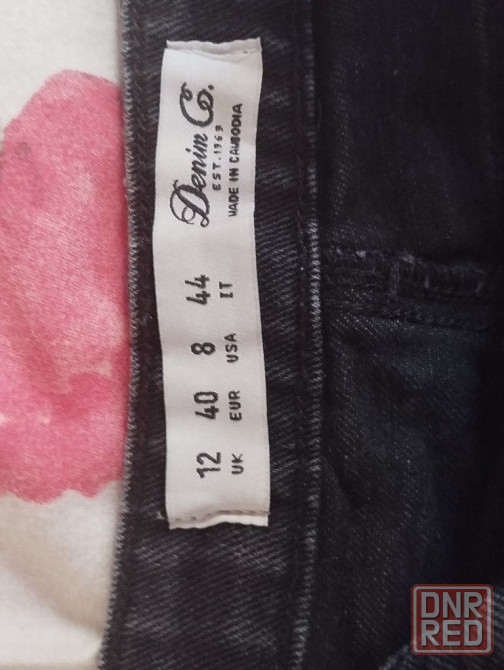 Denim Co.
EST. 1969
MADE IN CAMBODIA
12 40 8 44
UK EUR USA IT
DNR
RED